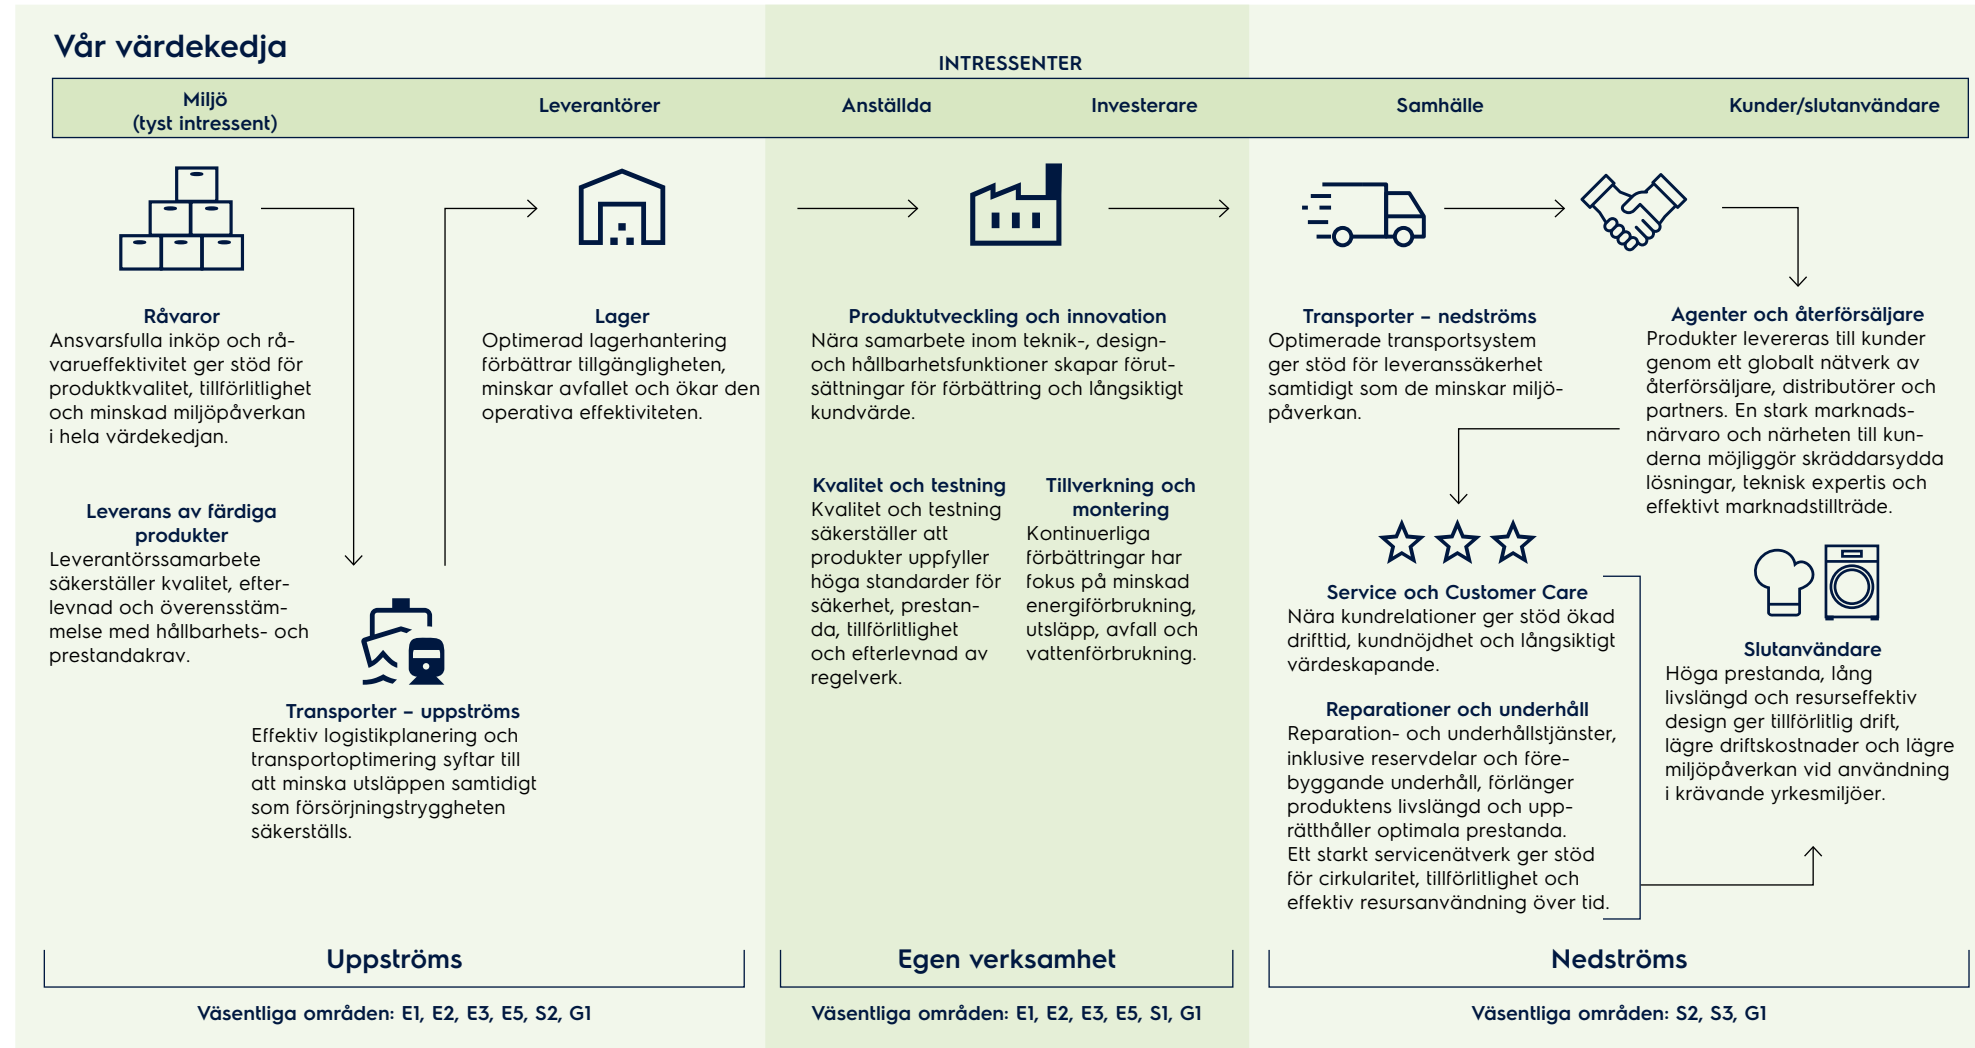 Vår värdekedja
INTRESSENTER
Miljö
(tyst intressent)
Leverantörer
Anställda
Investerare
Samhälle
Kunder/slutanvändare
Råvaror
Ansvarsfulla inköp och rå-
varueffektivitet ger stöd för
produktkvalitet, tillförlitlighet
och minskad miljöpåverkan
i hela värdekedjan.
Leverans av färdiga
produkter
Leverantörssamarbete
säkerställer kvalitet, efter-
levnad och överensstäm-
melse med hållbarhets- och
prestandakrav.
Transporter – uppströms
Effektiv logistikplanering och
transportoptimering syftar till
att minska utsläppen samtidigt
som försörjningstryggheten
säkerställs.
Lager
Optimerad lagerhantering
förbättrar tillgängligheten,
minskar avfallet och ökar den
operativa effektiviteten.
Produktutveckling och innovation
Nära samarbete inom teknik-, design-
och hållbarhetsfunktioner skapar förut-
sättningar för förbättring och långsiktigt
kundvärde.
Kvalitet och testning
Kvalitet och testning
säkerställer att
produkter uppfyller
höga standarder för
säkerhet, prestan-
da, tillförlitlighet
och efterlevnad av
regelverk.
Tillverkning och
montering
Kontinuerliga
förbättringar har
fokus på minskad
energiförbrukning,
utsläpp, avfall och
vattenförbrukning.
Transporter – nedströms
Optimerade transportsystem
ger stöd för leveranssäkerhet
samtidigt som de minskar miljö-
påverkan.
Agenter och återförsäljare
Produkter levereras till kunder
genom ett globalt nätverk av
återförsäljare, distributörer och
partners. En stark marknads-
närvaro och närheten till kun-
derna möjliggör skräddarsydda
lösningar, teknisk expertis och
effektivt marknadstillträde.
Service och Customer Care
Nära kundrelationer ger stöd ökad
drifttid, kundnöjdhet och långsiktigt
värdeskapande.
Reparationer och underhåll
Reparation- och underhållstjänster,
inklusive reservdelar och före-
byggande underhåll, förlänger
produktens livslängd och upp-
rätthåller optimala prestanda.
Ett starkt servicenätverk ger stöd
för cirkularitet, tillförlitlighet och
effektiv resursanvändning över tid.
Slutanvändare
Höga prestanda, lång
livslängd och resurseffektiv
design ger tillförlitlig drift,
lägre driftskostnader och lägre
miljöpåverkan vid användning
i krävande yrkesmiljöer.
Uppströms
Väsentliga områden: E1, E2, E3, E5, S2, G1
Egen verksamhet
Väsentliga områden: E1, E2, E3, E5, S1, G1
Nedströms
Väsentliga områden: S2, S3, G1